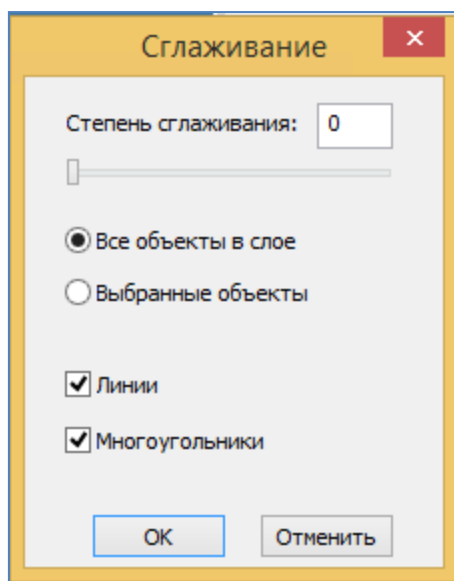 Сглаживание
Степень сглаживания: 0
Все объекты в слое
Выбранные объекты
Линии
Многоугольники
OK Отменить